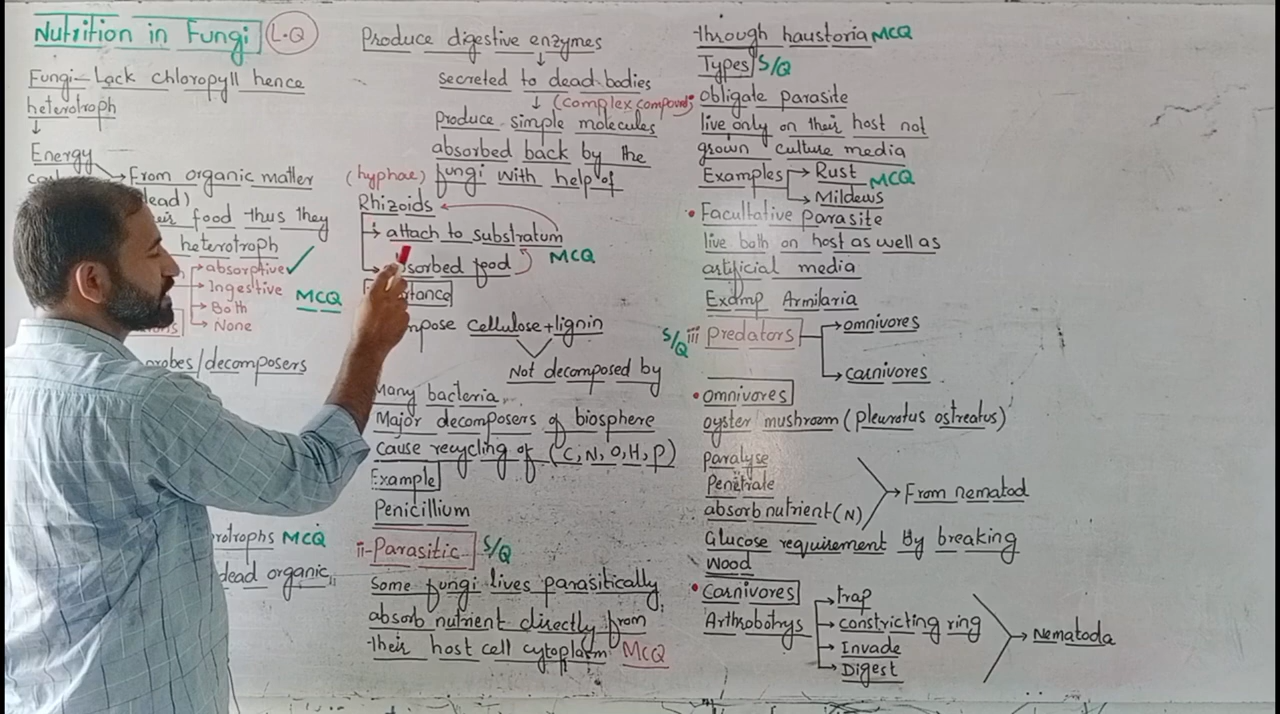 Nutrition in Fungi L.Q
Fungi-Lack chloropyll hence
heterotroph
↓
Energy
From organic matter
food thus they
heterotroph
absorptive ✓
Ingestive
Both
None
MCQ
/decomposers
MCQ
dead organic
Produce digestive enzymes
↓
secreted to dead bodies
↓ (complex compound)
produce simple molecules
absorbed back by the
(hyphae) fungi with help of
Rhizoids
attach to substratum
food MCQ
cellulose+lignin
Not decomposed by
Many bacteria
Major decomposers of biosphere
cause recycling of (C, N, O, H, P)
Example
Penicillium
ii-Parasitic S/Q
Some fungi lives parasitically
absorb nutrient directly from
their host cell cytoplasm MCQ
through haustoria MCQ
Types S/Q
• obligate parasite
live only on their host not
grown culture media
Examples → Rust MCQ
→ Mildews
• Facultative Parasite
live both on host as well as
artificial media
Examp Armilaria
S/Q iii Predators → omnivores
→ carnivores
• omnivores
oyster mushroom (pleurotus ostreatus)
paralyse
Penetrate
absorb nutrient (N)
→ From nematod
Glucose requirement By breaking
Wood
• Carnivores
Arthrobotrys
→ trap
→ constricting ring
→ Invade
→ Digest
→ Nematoda